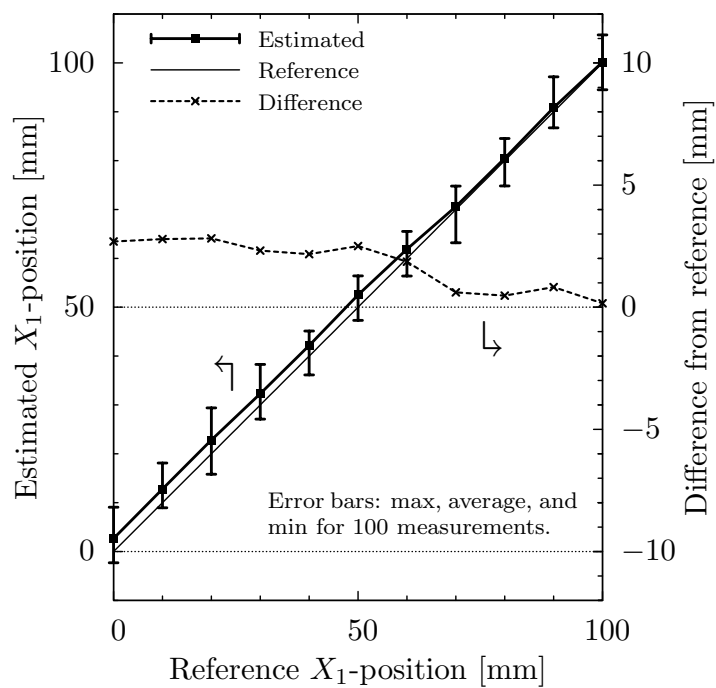 Estimated
Reference
Difference
Estimated X₁-position [mm]
100
50
0
10
5
0
−5
−10
Difference from reference [mm]
Error bars: max, average, and
min for 100 measurements.
0
50
100
Reference X₁-position [mm]